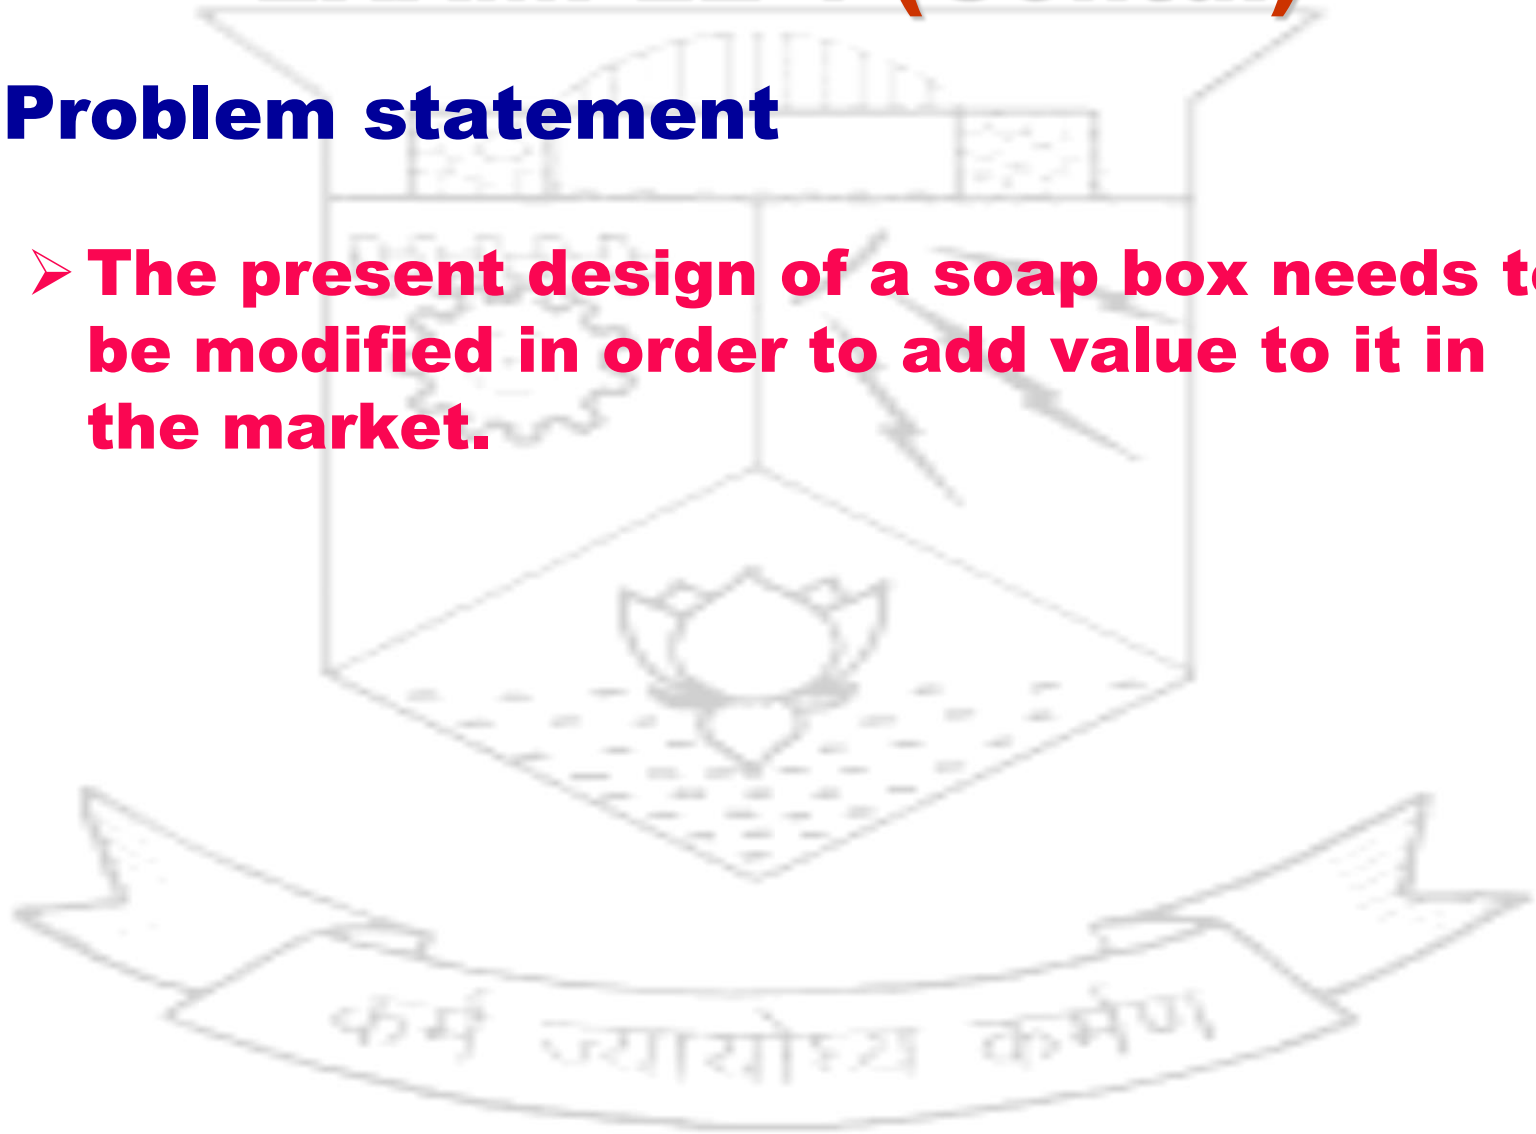 Problem statement
➢ The present design of a soap box needs to
be modified in order to add value to it in
the market.
कर्म ज्यायोध्य कर्मण